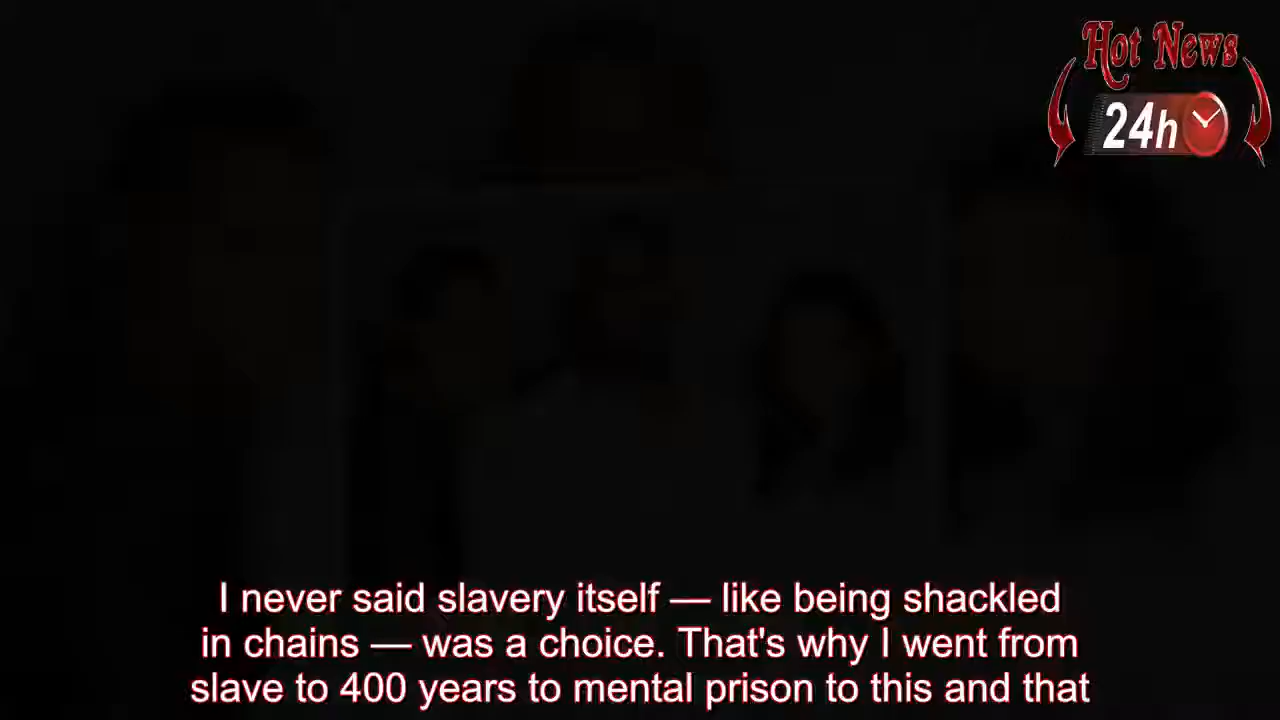 Hot News
24h
I never said slavery itself — like being shackled
in chains — was a choice. That's why I went from
slave to 400 years to mental prison to this and that